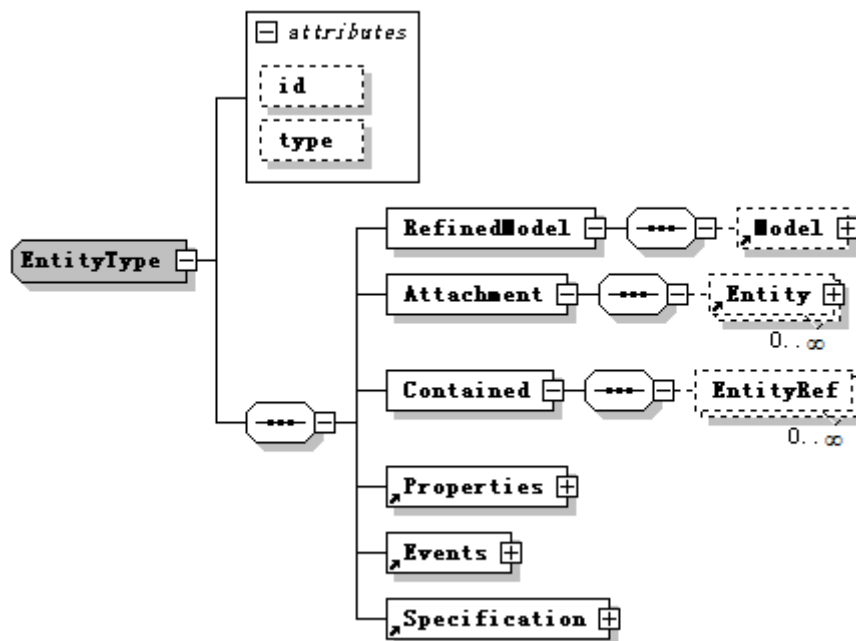 attributes
id
type
EntityType
RefinedModel
Model
Attachment
Entity
0..∞
Contained
EntityRef
0..∞
Properties
Events
Specification